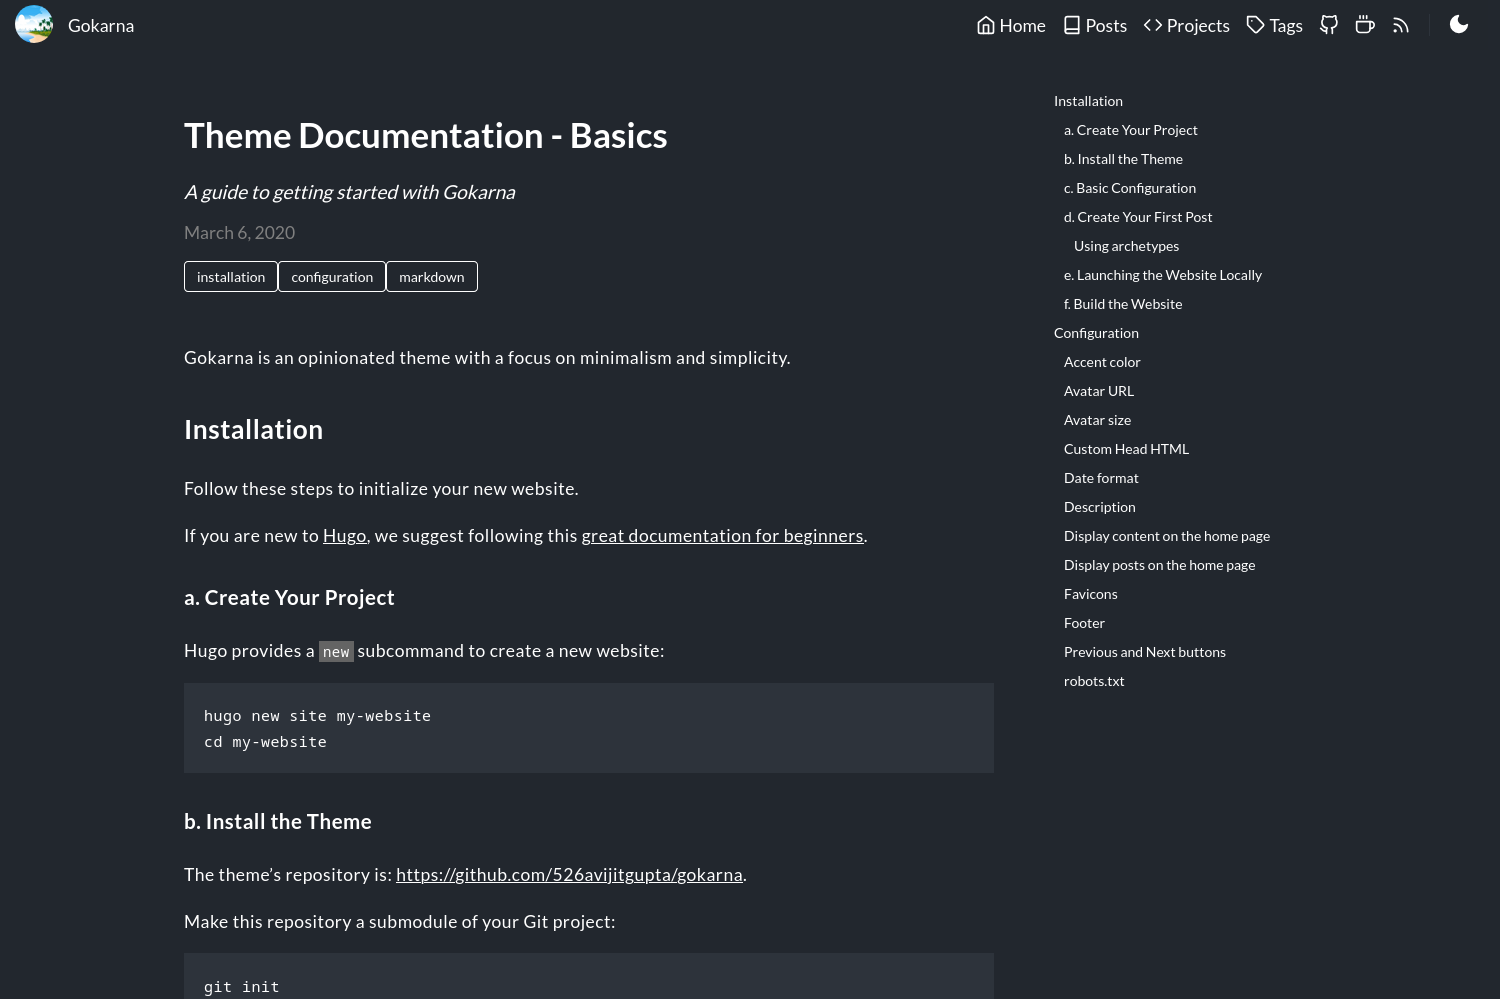 Gokarna
Home Posts Projects Tags
Theme Documentation - Basics
A guide to getting started with Gokarna
March 6, 2020
installation configuration markdown
Gokarna is an opinionated theme with a focus on minimalism and simplicity.
Installation
Follow these steps to initialize your new website.
If you are new to Hugo, we suggest following this great documentation for beginners.
a. Create Your Project
Hugo provides a new subcommand to create a new website:
hugo new site my-website
cd my-website
b. Install the Theme
The theme’s repository is: https://github.com/526avijitgupta/gokarna.
Make this repository a submodule of your Git project:
git init
Installation
a. Create Your Project
b. Install the Theme
c. Basic Configuration
d. Create Your First Post
Using archetypes
e. Launching the Website Locally
f. Build the Website
Configuration
Accent color
Avatar URL
Avatar size
Custom Head HTML
Date format
Description
Display content on the home page
Display posts on the home page
Favicons
Footer
Previous and Next buttons
robots.txt